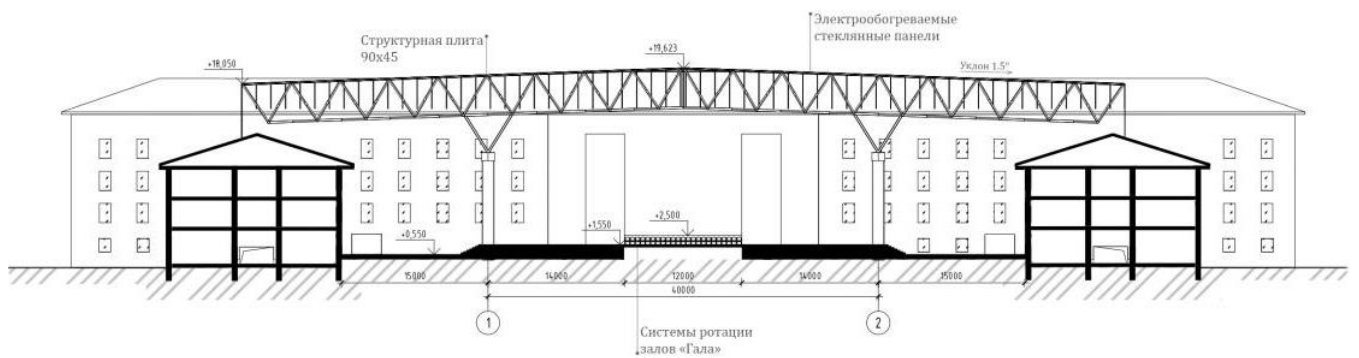 Электрообогреваемые
стеклянные панели
Структурная плита
90х45
+19,623
+18,050
Уклон 1.5°
+2,500
+1,550
+0,550
15000
14000
12000
14000
15000
40000
1
2
Системы ротации
залов «Гала»